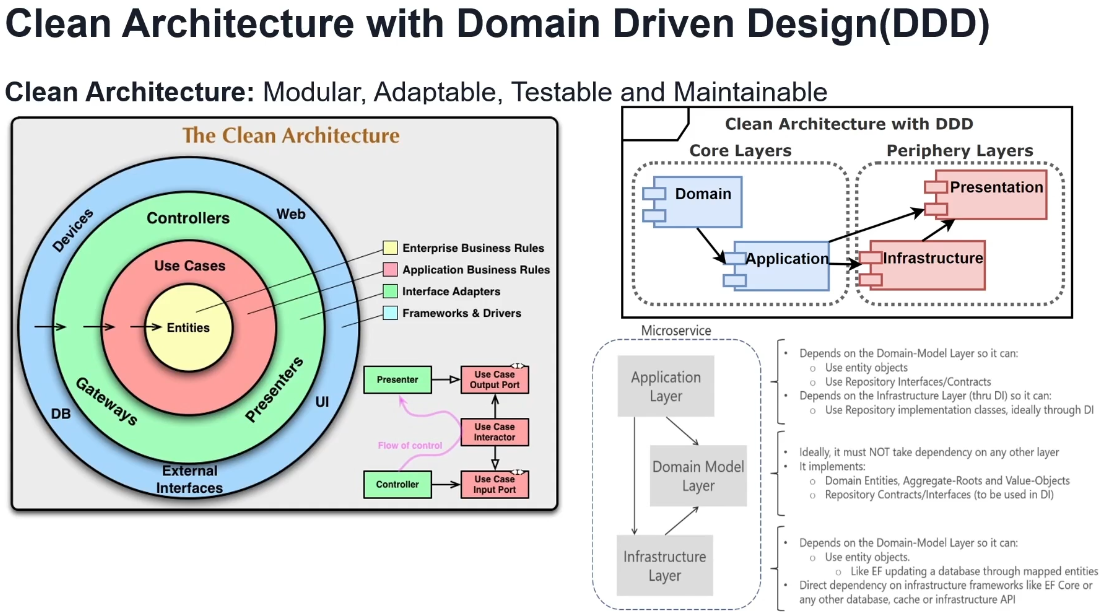 Clean Architecture with Domain Driven Design(DDD)
Clean Architecture: Modular, Adaptable, Testable and Maintainable
The Clean Architecture
Devices
Controllers
Web
Use Cases
Entities
Gateways
Presenters
DB
UI
External
Interfaces
Enterprise Business Rules
Application Business Rules
Interface Adapters
Frameworks & Drivers
Presenter
Use Case
Output Port
Flow of control
Use Case
Interactor
Controller
Use Case
Input Port
Clean Architecture with DDD
Core Layers
Periphery Layers
Domain
Presentation
Application
Infrastructure
Microservice
Application
Layer
Domain Model
Layer
Infrastructure
Layer
• Depends on the Domain-Model Layer so it can:
o Use entity objects
o Use Repository Interfaces/Contracts
• Depends on the Infrastructure Layer (thru DI) so it can:
o Use Repository implementation classes, ideally through DI
• Ideally, it must NOT take dependency on any other layer
• It implements:
o Domain Entities, Aggregate-Roots and Value-Objects
o Repository Contracts/Interfaces (to be used in DI)
• Depends on the Domain-Model Layer so it can:
o Use entity objects.
o Like EF updating a database through mapped entities
• Direct dependency on infrastructure frameworks like EF Core or
any other database, cache or infrastructure API